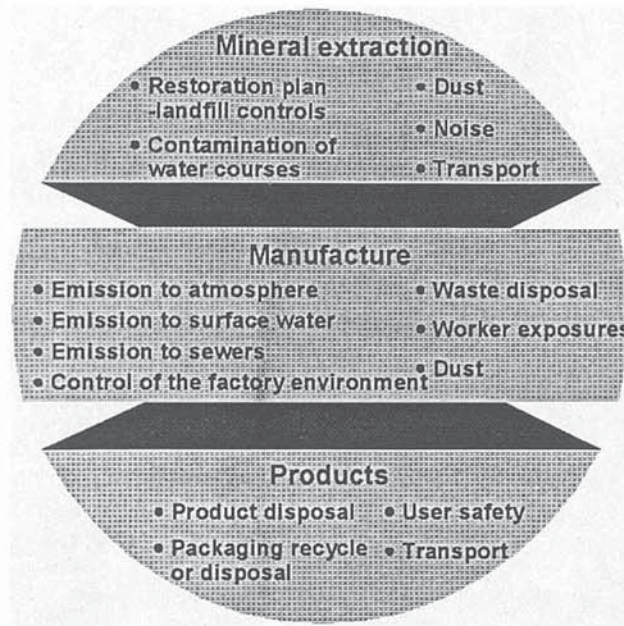 Mineral extraction
• Restoration plan
-landfill controls
• Contamination of
water courses
• Dust
• Noise
• Transport
Manufacture
• Emission to atmosphere
• Emission to surface water
• Emission to sewers
• Control of the factory environment
• Waste disposal
• Worker exposures
• Dust
Products
• Product disposal
• Packaging recycle
or disposal
• User safety
• Transport